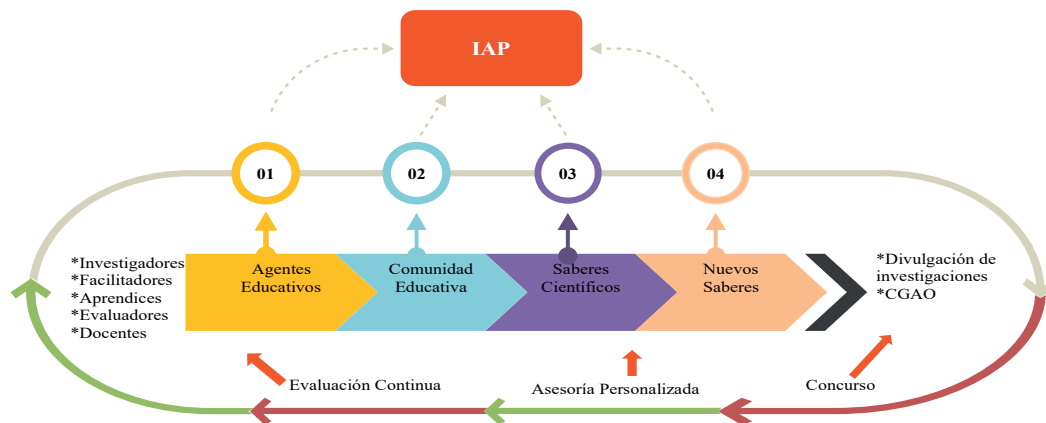 IAP
01
02
03
04
*Investigadores
*Facilitadores
*Aprendices
*Evaluadores
*Docentes
Agentes
Educativos
Comunidad
Educativa
Saberes
Científicos
Nuevos
Saberes
*Divulgación de
investigaciones
*CGAO
Evaluación Continua
Asesoría Personalizada
Concurso